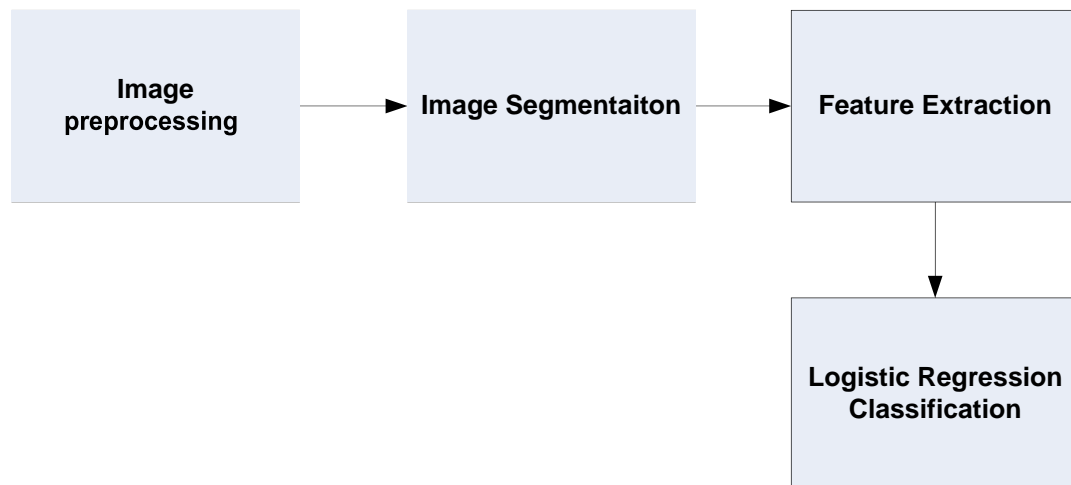 Image
preprocessing
Image Segmentaiton
Feature Extraction
Logistic Regression
Classification